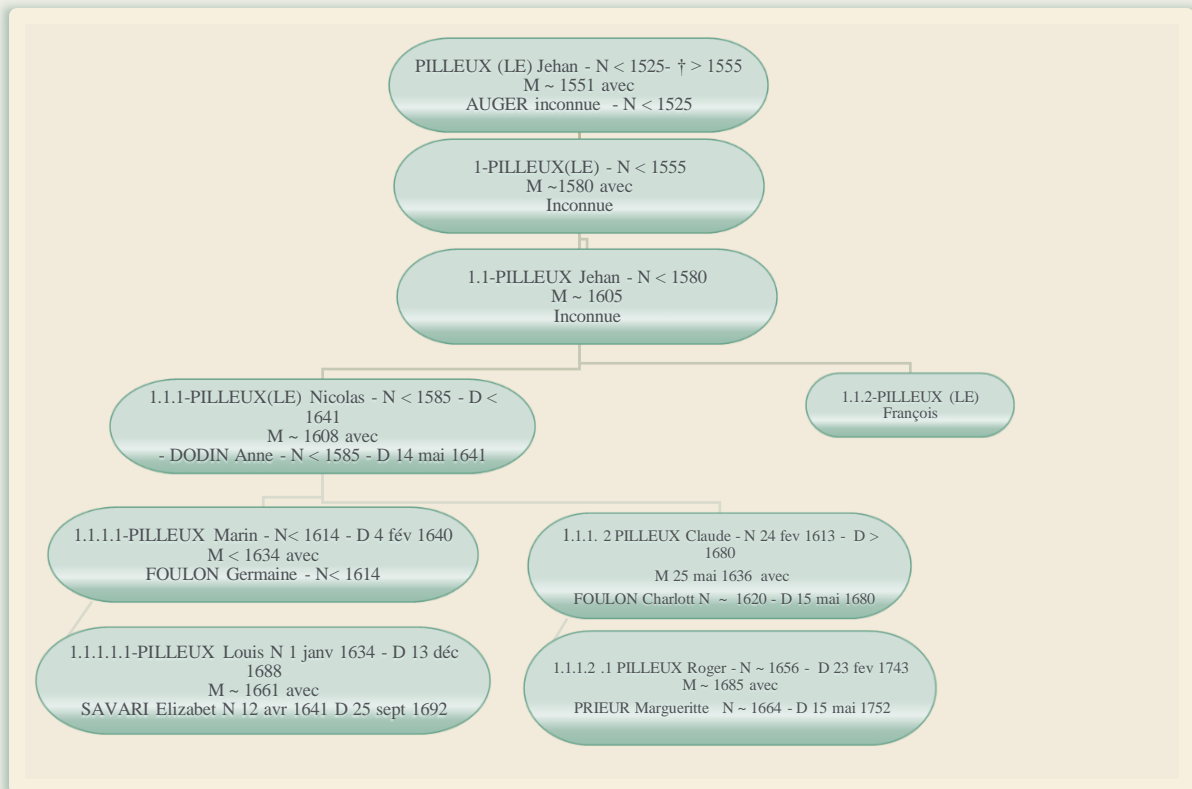 PILLEUX (LE) Jehan - N < 1525- † > 1555
M ~ 1551 avec
AUGER inconnue - N < 1525
1-PILLEUX(LE) - N < 1555
M ~1580 avec
Inconnue
1.1-PILLEUX Jehan - N < 1580
M ~ 1605
Inconnue
1.1.1-PILLEUX(LE) Nicolas - N < 1585 - D <
1641
M ~ 1608 avec
- DODIN Anne - N < 1585 - D 14 mai 1641
1.1.2-PILLEUX (LE)
François
1.1.1.1-PILLEUX Marin - N< 1614 - D 4 fév 1640
M < 1634 avec
FOULON Germaine - N< 1614
1.1.1. 2 PILLEUX Claude - N 24 fev 1613 - D >
1680
M 25 mai 1636 avec
FOULON Charlott N ~ 1620 - D 15 mai 1680
1.1.1.1.1-PILLEUX Louis N 1 janv 1634 - D 13 déc
1688
M ~ 1661 avec
SAVARI Elizabet N 12 avr 1641 D 25 sept 1692
1.1.1.2 .1 PILLEUX Roger - N ~ 1656 - D 23 fev 1743
M ~ 1685 avec
PRIEUR Margueritte N ~ 1664 - D 15 mai 1752